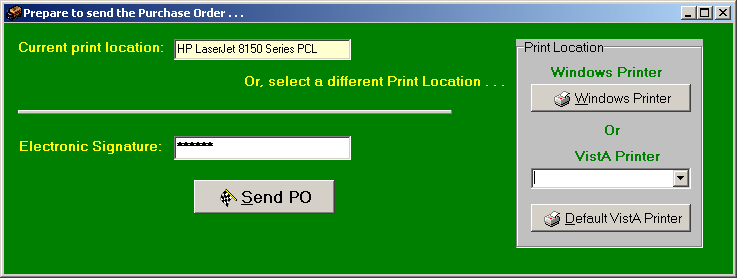 Prepare to send the Purchase Order . . .
Current print location: HP LaserJet 8150 Series PCL
Or, select a different Print Location . . .
Electronic Signature: ******
Send PO
Print Location
Windows Printer
Windows Printer
Or
VistA Printer
Default VistA Printer